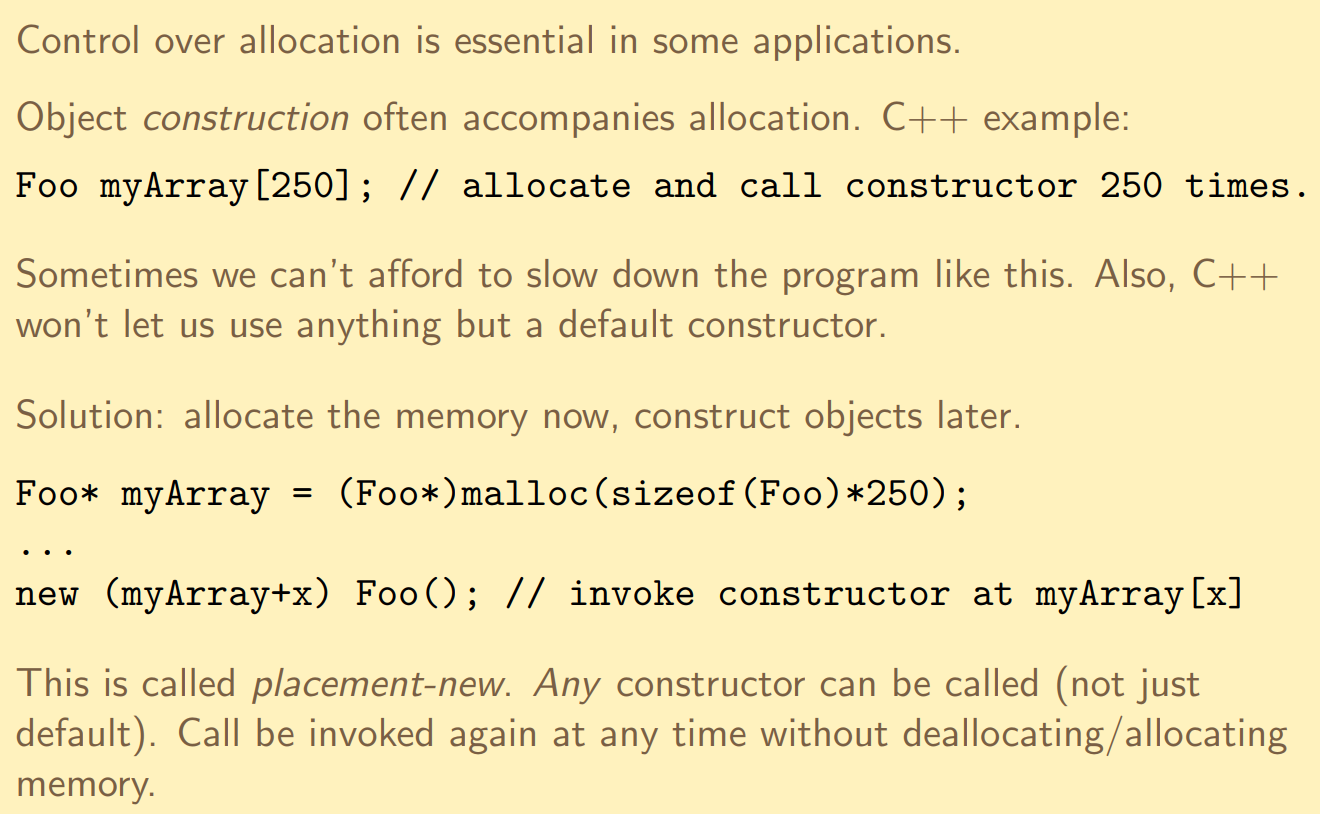 Control over allocation is essential in some applications.
Object construction often accompanies allocation. C++ example:
Foo myArray[250]; // allocate and call constructor 250 times.
Sometimes we can't afford to slow down the program like this. Also, C++
won't let us use anything but a default constructor.
Solution: allocate the memory now, construct objects later.
Foo* myArray = (Foo*)malloc(sizeof(Foo)*250);
...
new (myArray+x) Foo(); // invoke constructor at myArray[x]
This is called placement-new. Any constructor can be called (not just
default). Call be invoked again at any time without deallocating/allocating
memory.